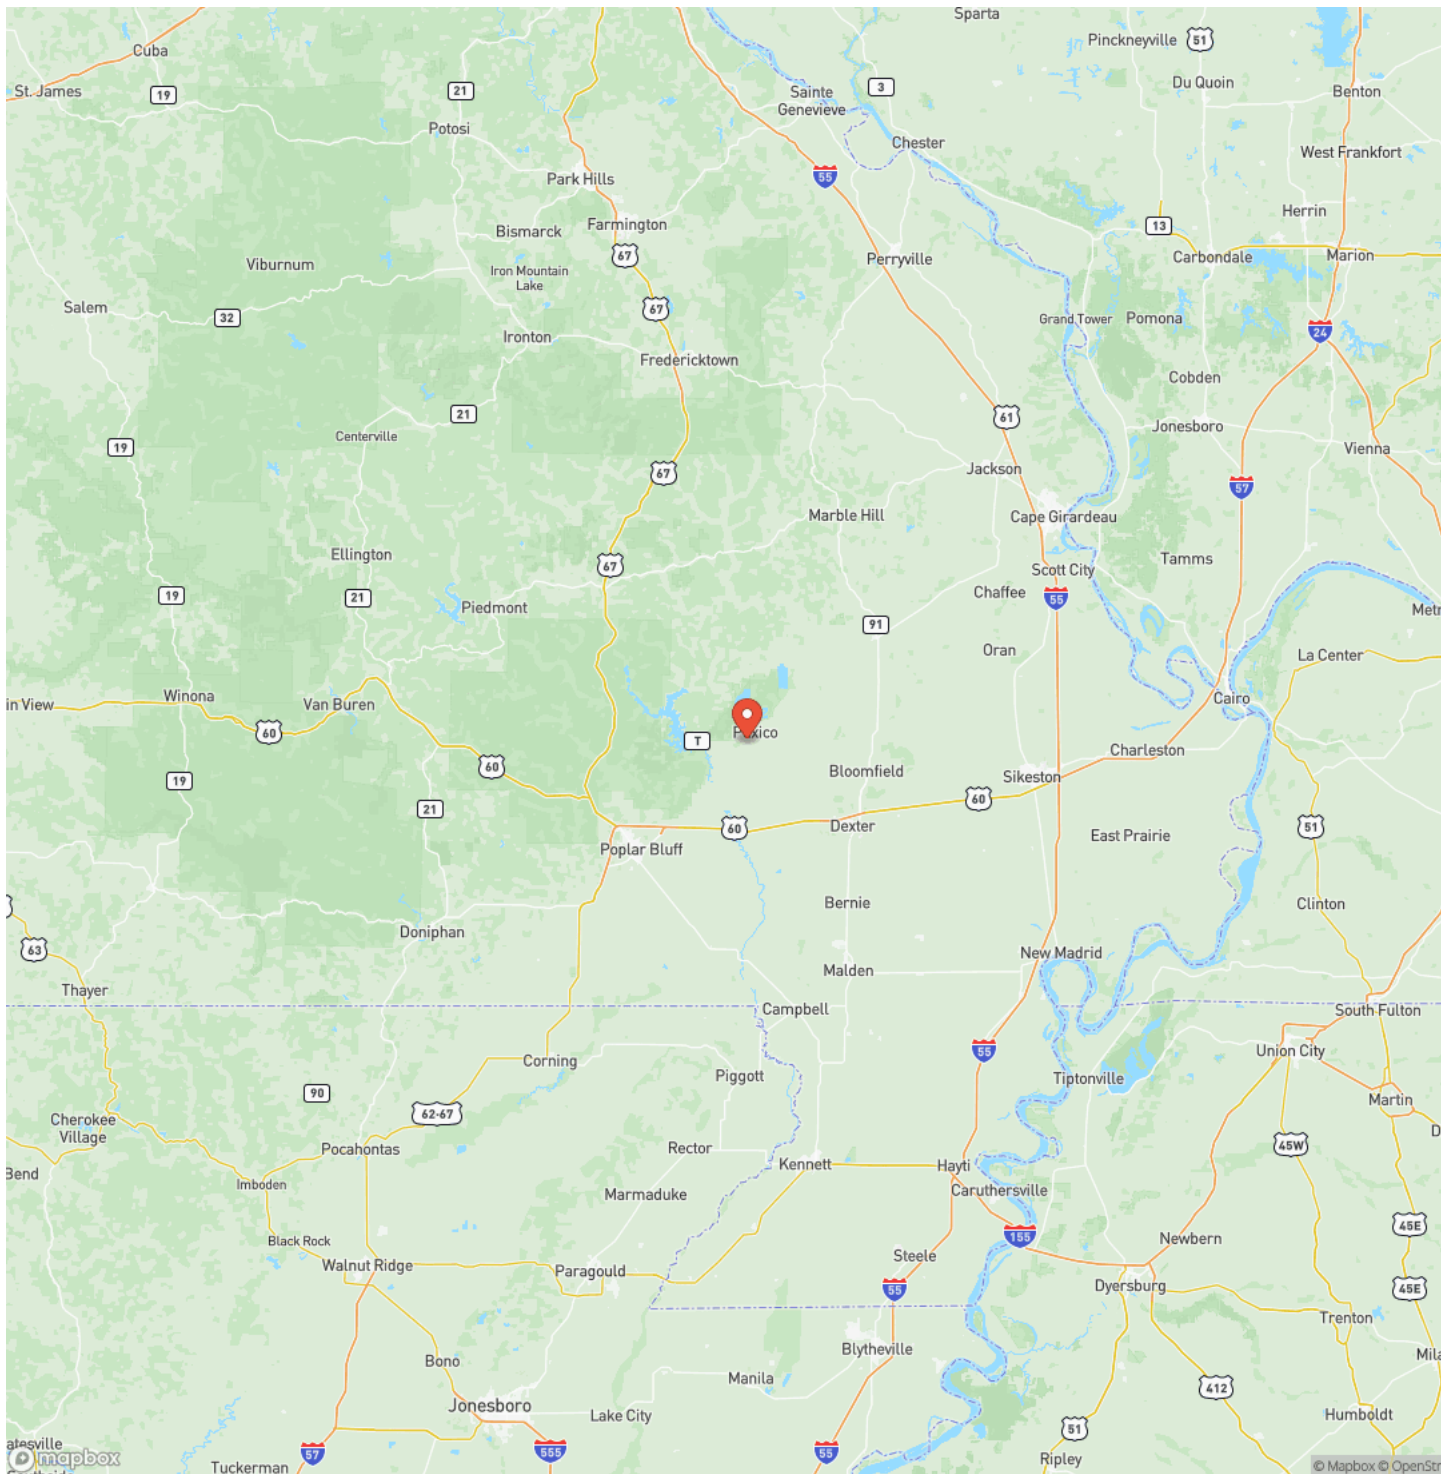 Sparta
Pinckneyville
51
Cuba
19
St. James
21
Potosi
Sainte
Genevieve
3
Du Quoin
Benton
Chester
West Frankfort
55
Park Hills
Farmington
Bismarck
67
Herrin
13
Carbondale
Marion
Perryville
Viburnum
Iron Mountain
Lake
Salem
32
67
Grand Tower
Pomona
24
Ironton
Fredericktown
Cobden
21
61
Jonesboro
Centerville
19
Vienna
Jackson
67
57
Marble Hill
Cape Girardeau
Ellington
67
Scott City
Tamms
19
21
Piedmont
Chaffee
55
91
Oran
La Center
Winona
Van Buren
in View
60
Cairo
T
Charleston
60
19
21
Bloomfield
Sikeston
60
60
Dexter
51
East Prairie
Poplar Bluff
Bernie
Clinton
Doniphan
63
New Madrid
Malden
Thayer
Campbell
South Fulton
Corning
55
Union City
Piggott
Tiptonville
90
62-67
Martin
Cherokee
Village
Pocahontas
Rector
45W
Bend
Kennett
Hayti
Imboden
Marmaduke
Caruthersville
Black Rock
155
Newbern
45E
Walnut Ridge
Paragould
Steele
55
Dyersburg
45E
Trenton
Bono
Blytheville
Manila
412
Jonesboro
Lake City
Humboldt
51
atesville
mapbox
57
555
55
Ripley
Tuckerman
© Mapbox © OpenStr